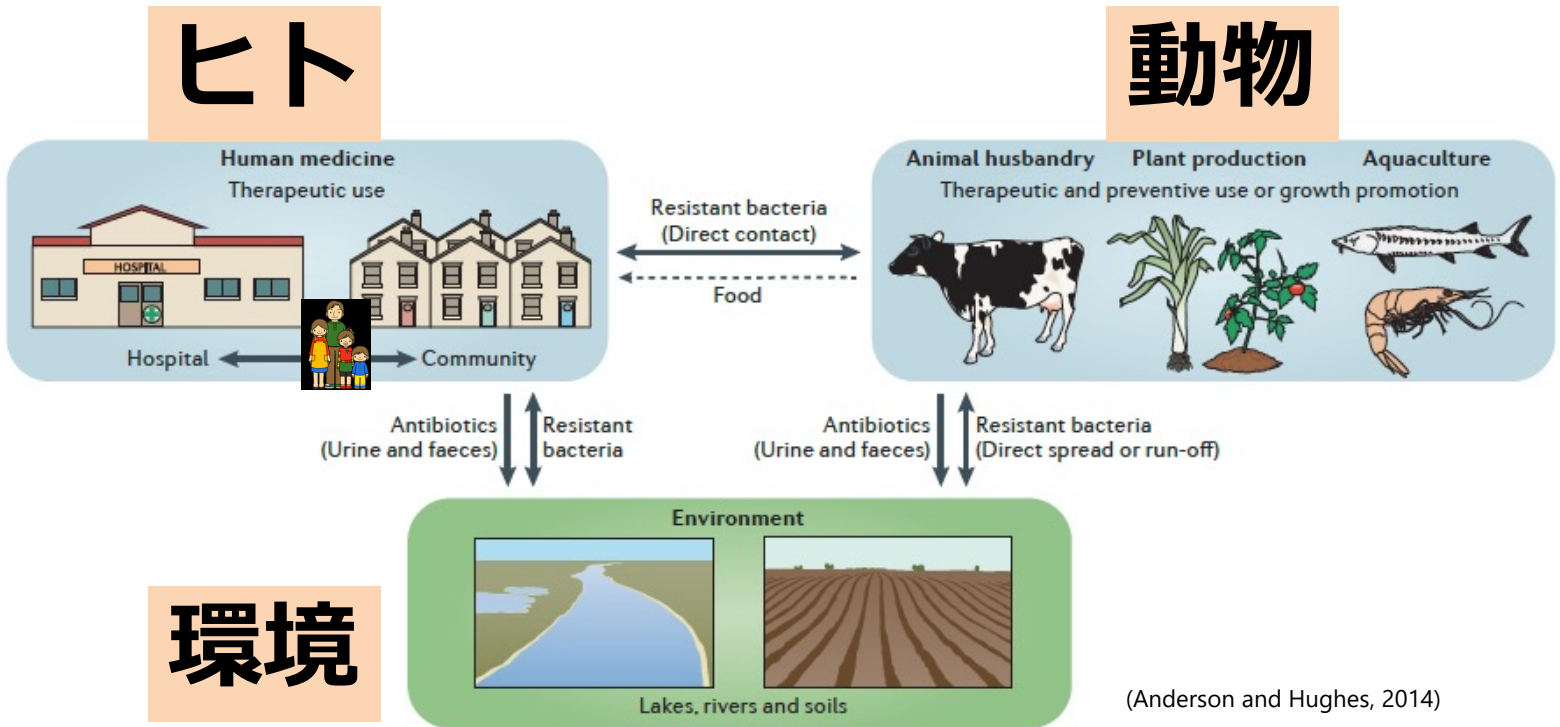 ヒト
動物
Human medicine
Therapeutic use
HOSPITAL
Hospital
Community
Resistant bacteria
(Direct contact)
Food
Animal husbandry
Plant production
Aquaculture
Therapeutic and preventive use or growth promotion
Antibiotics
(Urine and faeces)
Resistant
bacteria
Antibiotics
(Urine and faeces)
Resistant bacteria
(Direct spread or run-off)
Environment
Lakes, rivers and soils
環境
(Anderson and Hughes, 2014)